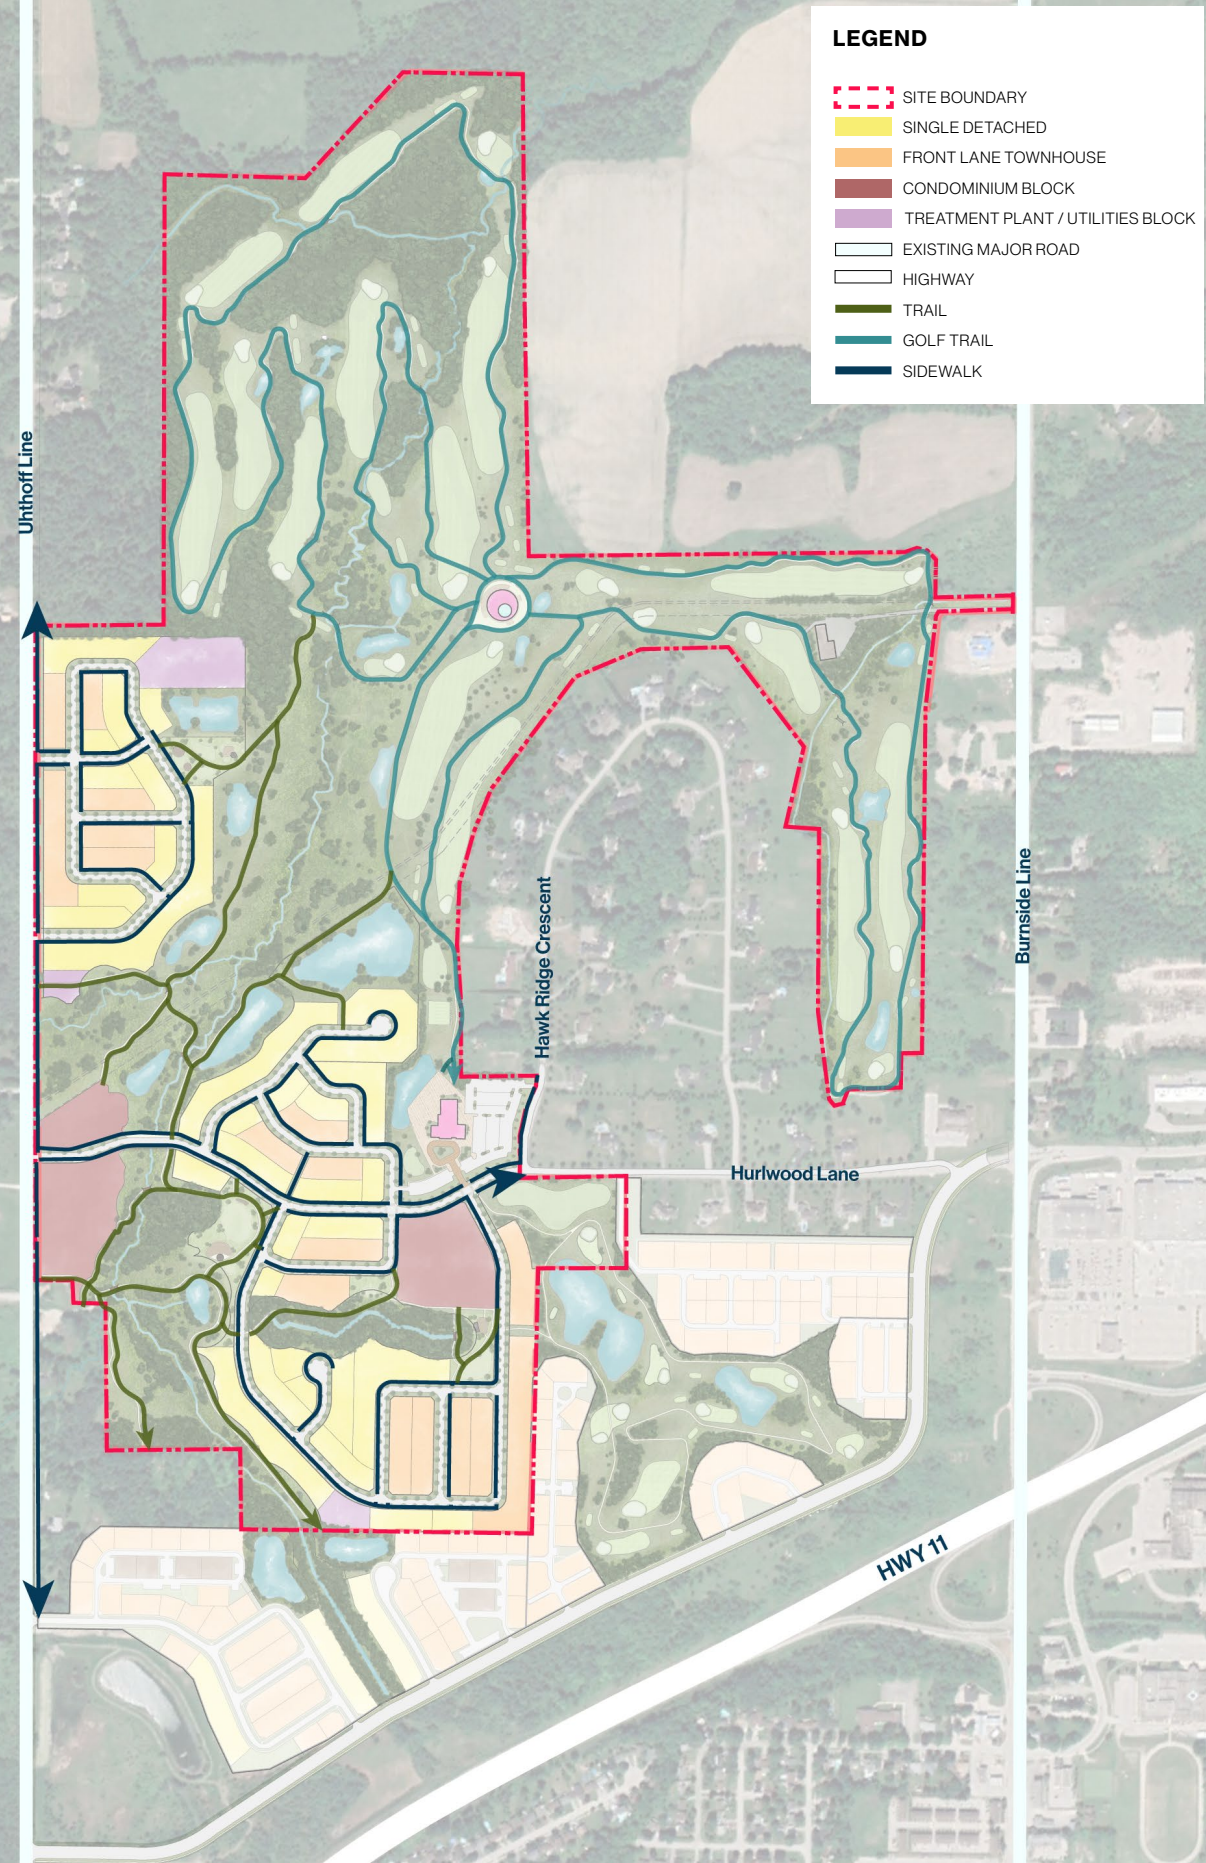 LEGEND
SITE BOUNDARY
SINGLE DETACHED
FRONT LANE TOWNHOUSE
CONDOMINIUM BLOCK
TREATMENT PLANT / UTILITIES BLOCK
EXISTING MAJOR ROAD
HIGHWAY
TRAIL
GOLF TRAIL
SIDEWALK
Uhthoff Line
Hawk Ridge Crescent
Burnside Line
Hurlwood Lane
HWY 11